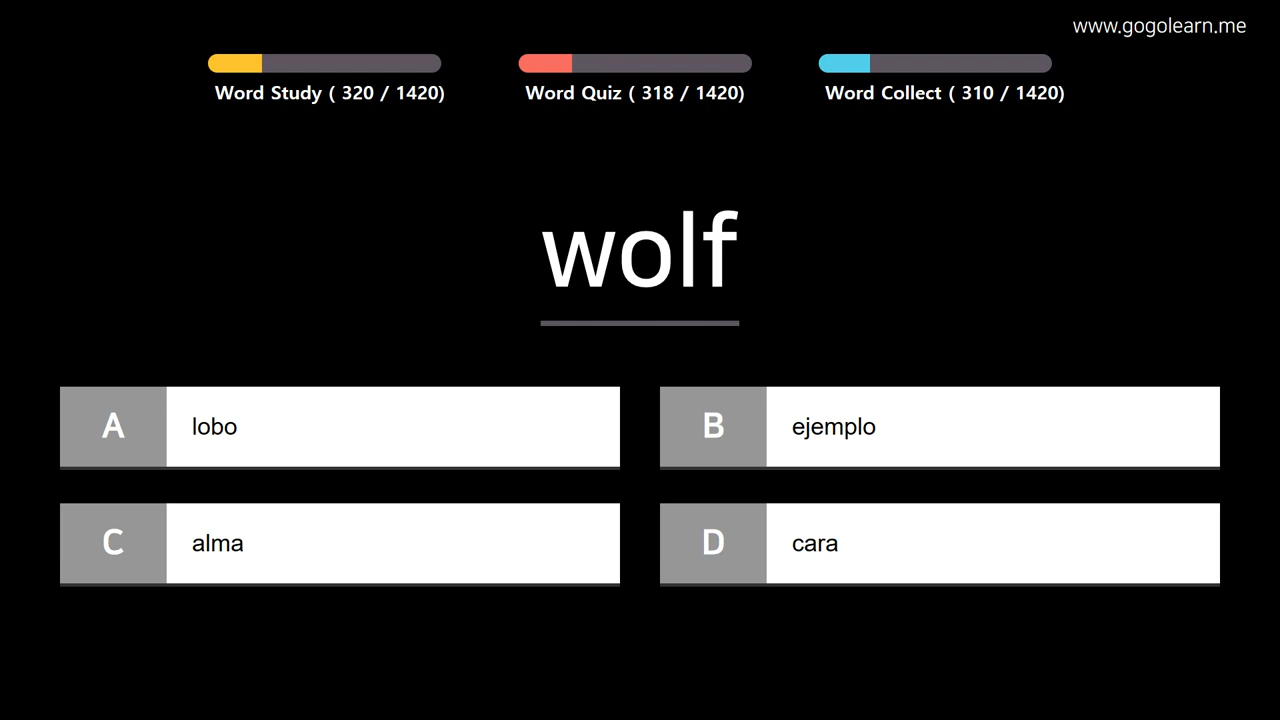 www.gogolearn.me
Word Study ( 320 / 1420)
Word Quiz ( 318 / 1420)
Word Collect ( 310 / 1420)
wolf
A lobo
B ejemplo
C alma
D cara